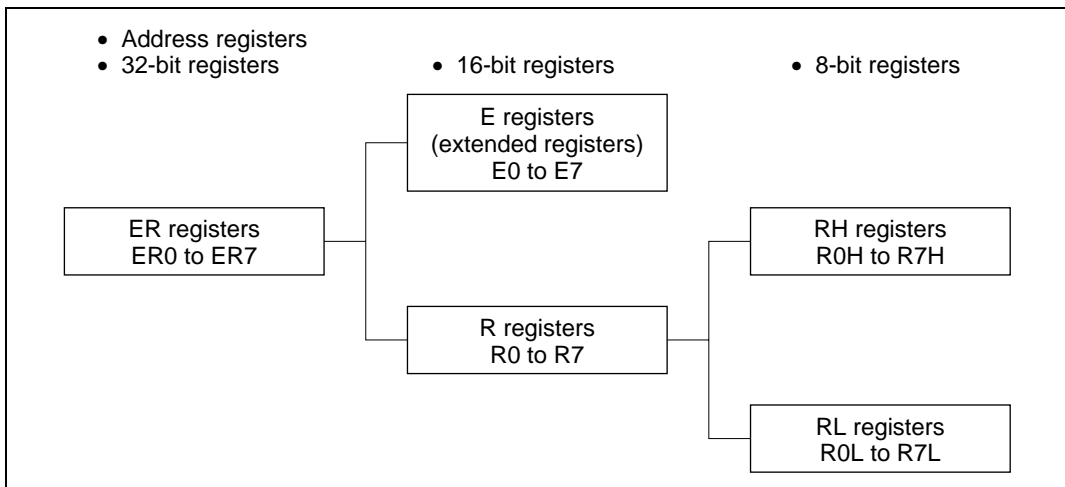 • Address registers
• 32-bit registers
• 16-bit registers
• 8-bit registers
E registers
(extended registers)
E0 to E7
ER registers
ER0 to ER7
RH registers
R0H to R7H
R registers
R0 to R7
RL registers
R0L to R7L